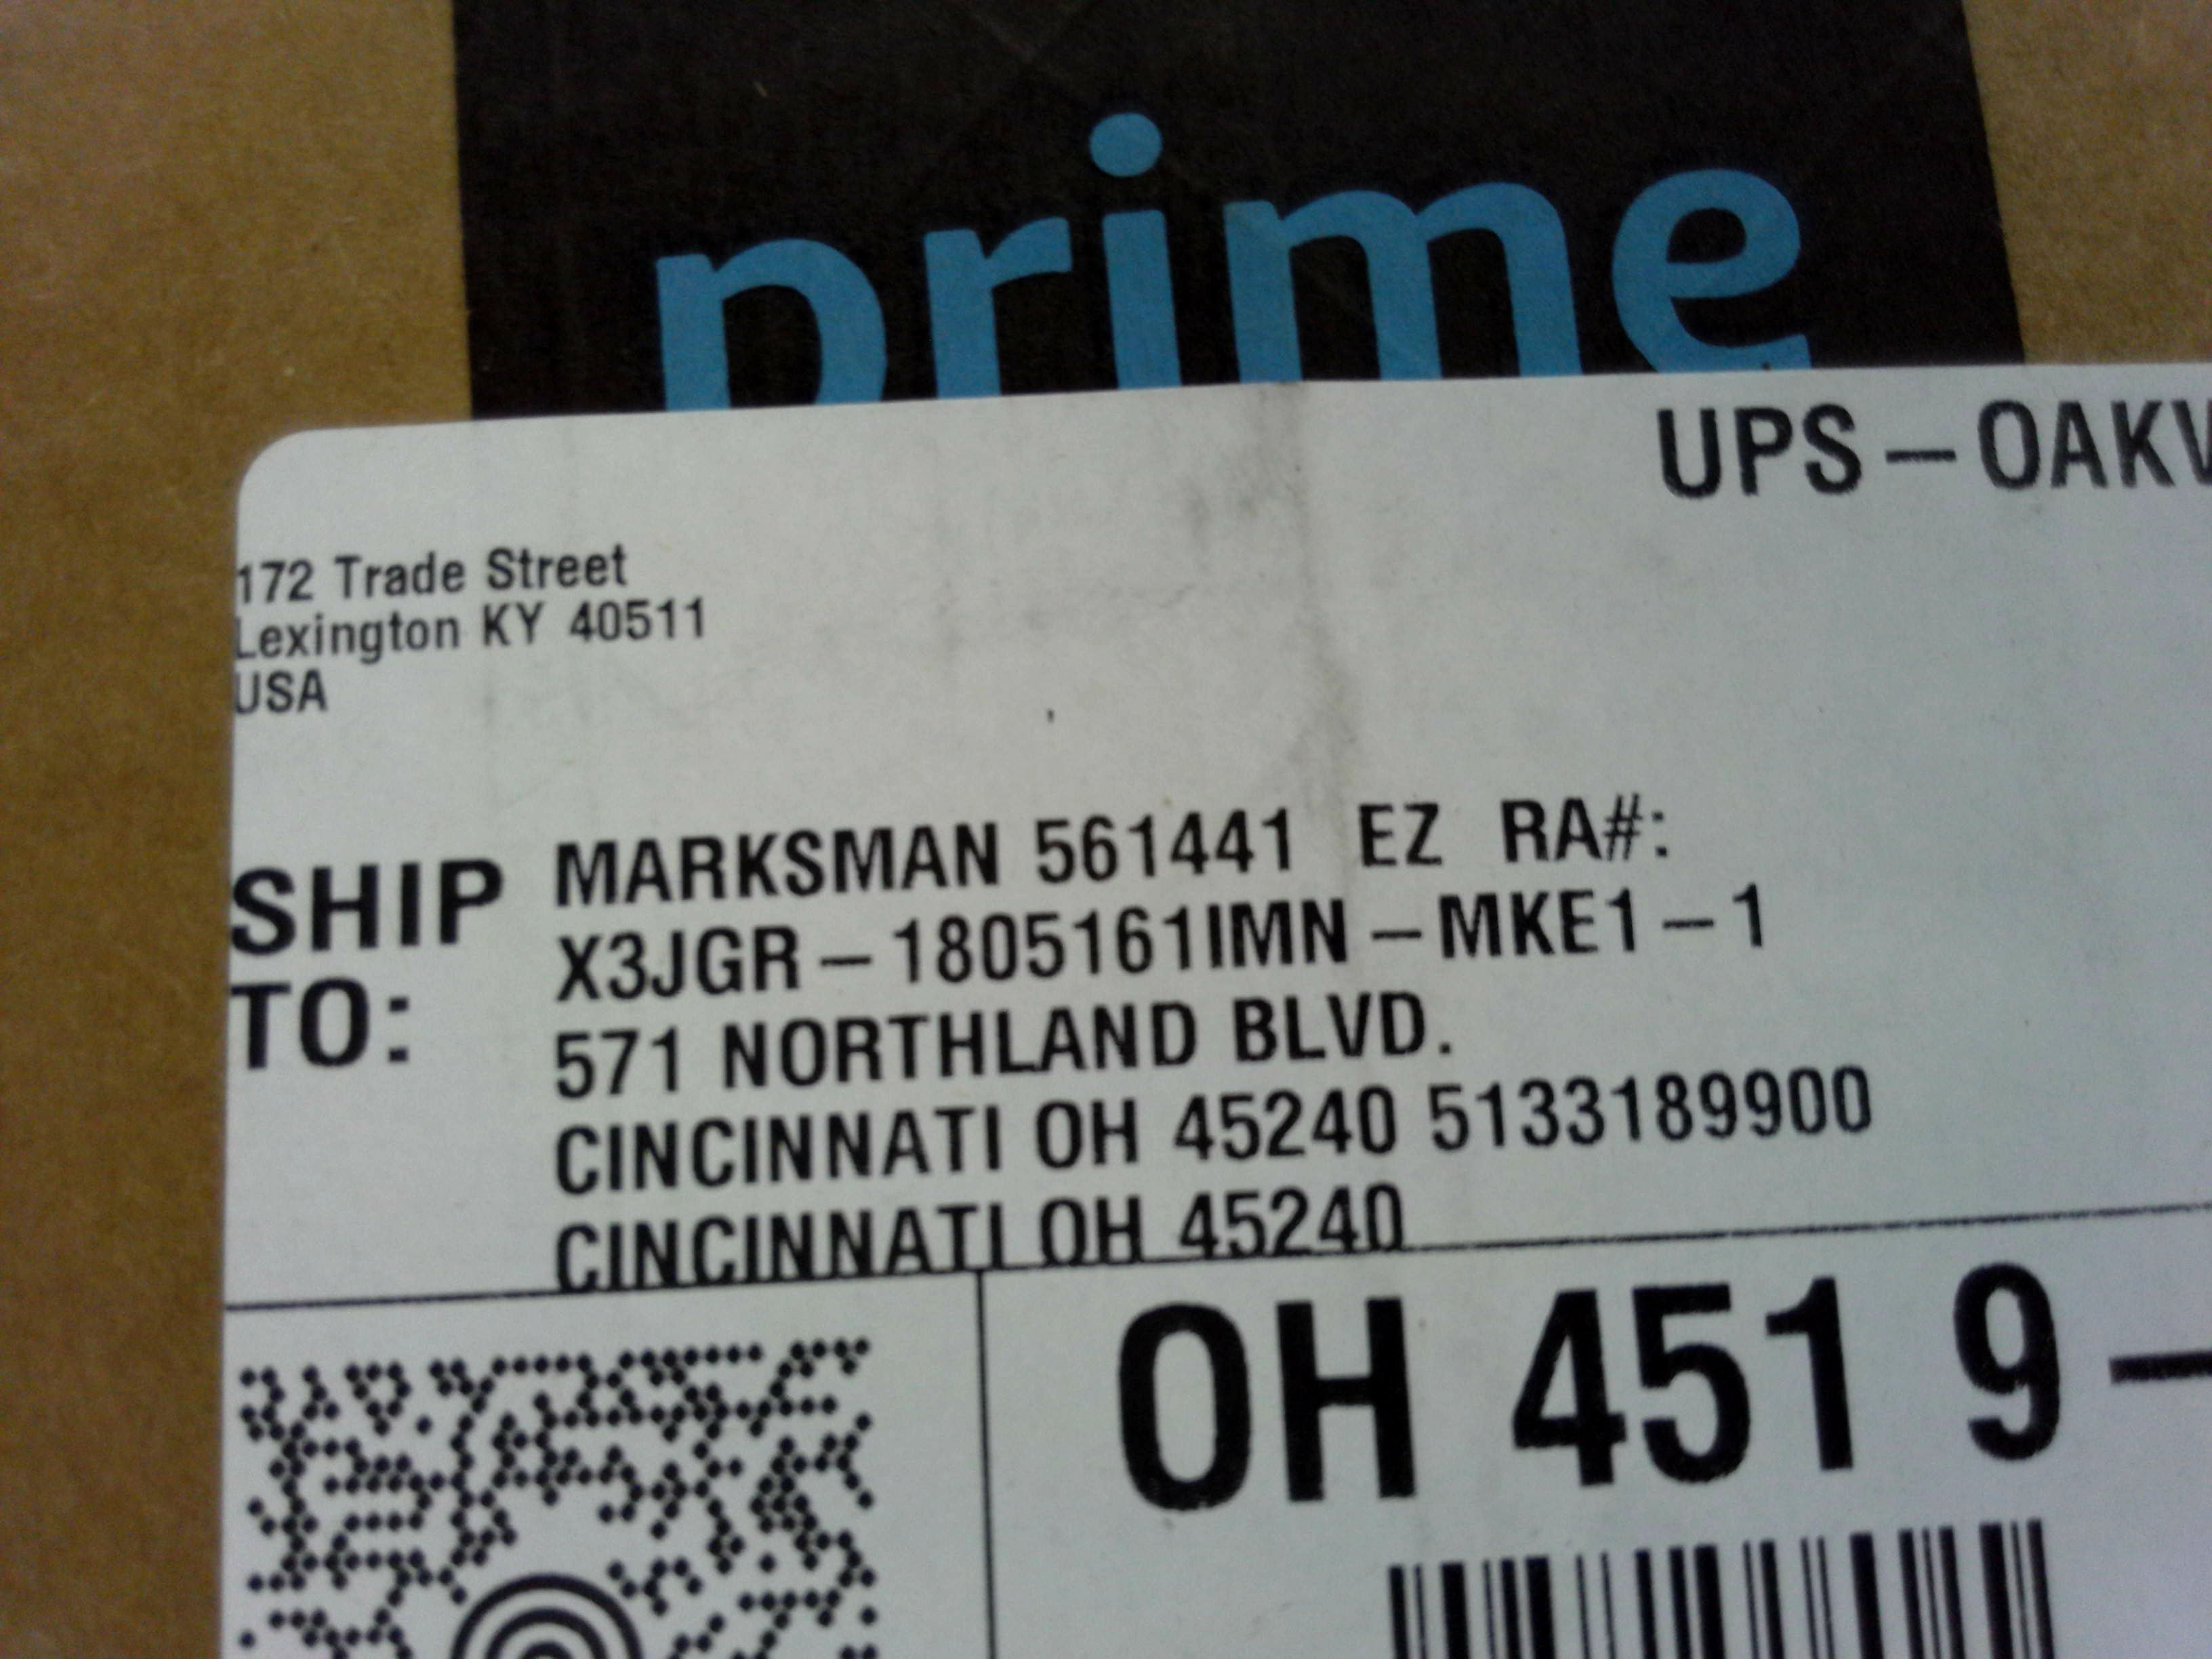 prime
UPS-OAKV
172 Trade Street
Lexington KY 40511
USA
SHIP TO:
MARKSMAN 561441 EZ RA#:
X3JGR-1805161IMN-MKE1-1
571 NORTHLAND BLVD.
CINCINNATI OH 45240 5133189900
CINCINNATI OH 45240
OH 451 9-